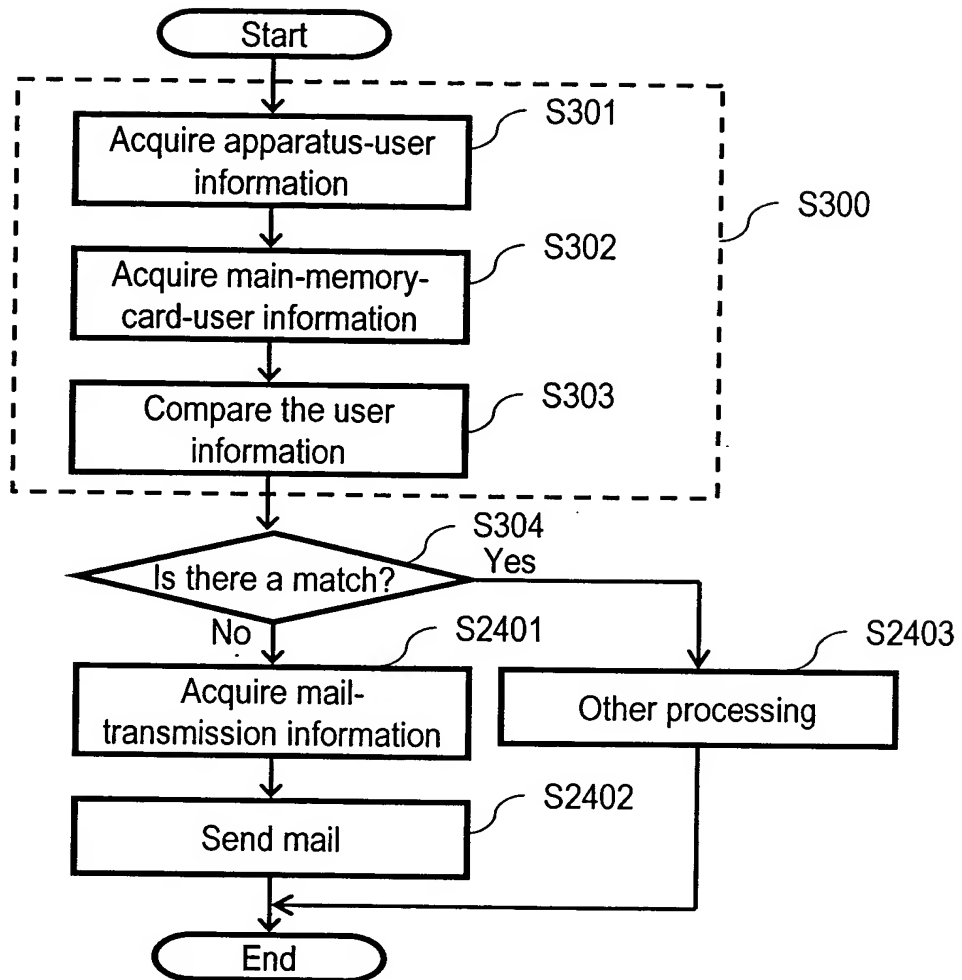 Start
S301
Acquire apparatus-user
information
S300
S302
Acquire main-memory-
card-user information
S303
Compare the user
information
S304
Is there a match?
Yes
No
S2401
S2403
Acquire mail-
transmission information
Other processing
S2402
Send mail
End